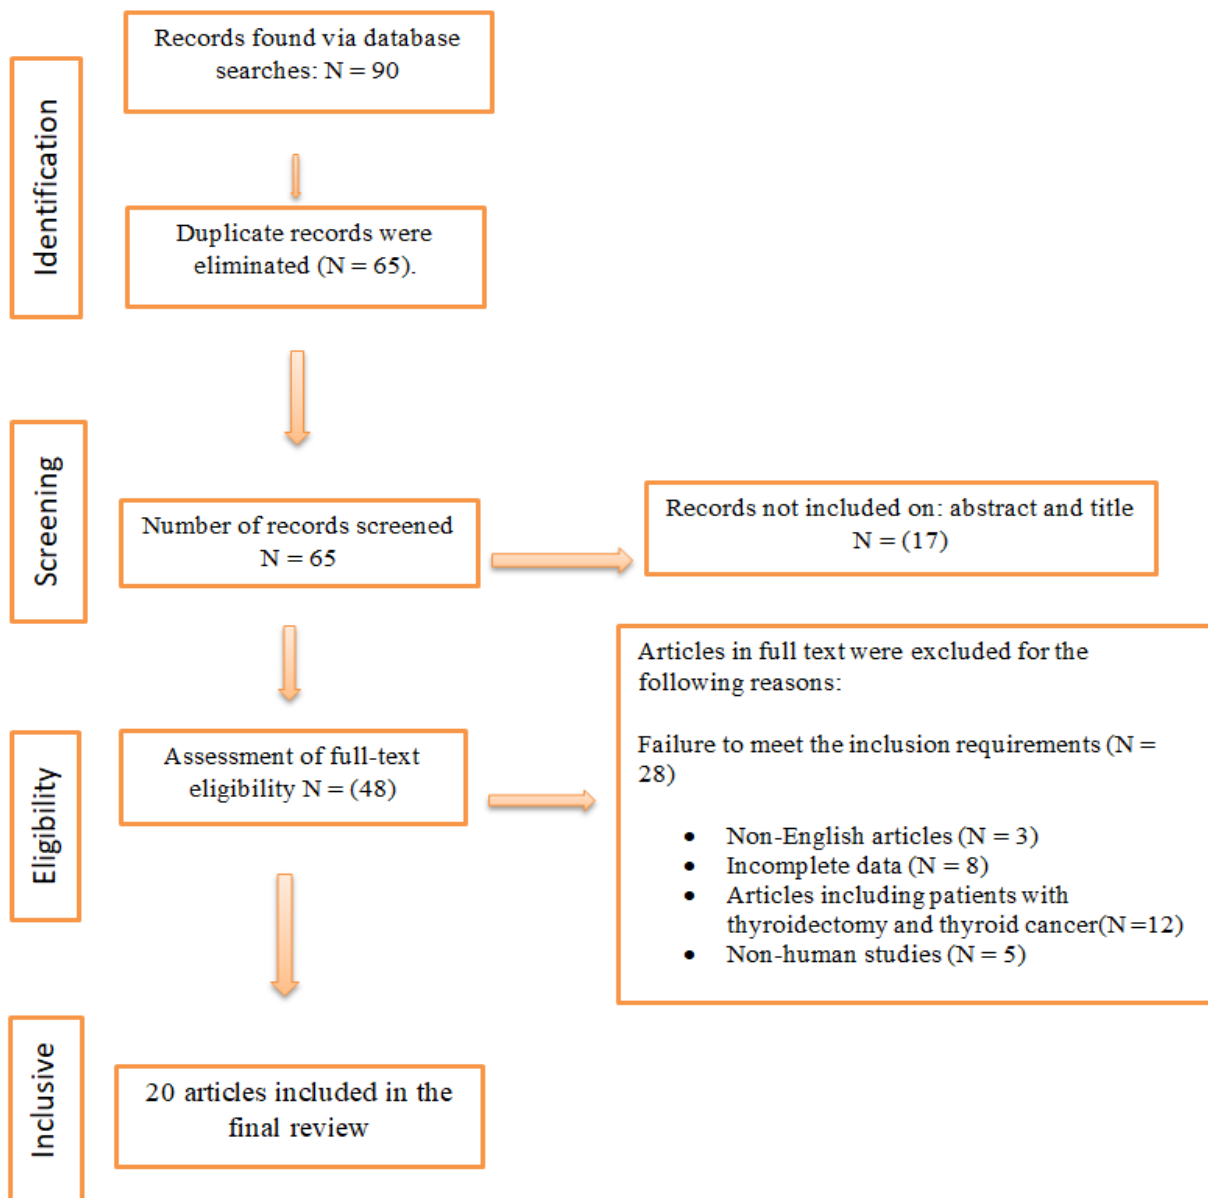 Identification
Records found via database
searches: N = 90
Duplicate records were
eliminated (N = 65).
Screening
Number of records screened
N = 65
Records not included on: abstract and title
N = (17)
Eligibility
Assessment of full-text
eligibility N = (48)
Articles in full text were excluded for the
following reasons:
Failure to meet the inclusion requirements (N =
28)
• Non-English articles (N = 3)
• Incomplete data (N = 8)
• Articles including patients with
thyroidectomy and thyroid cancer(N =12)
• Non-human studies (N = 5)
Inclusive
20 articles included in the
final review